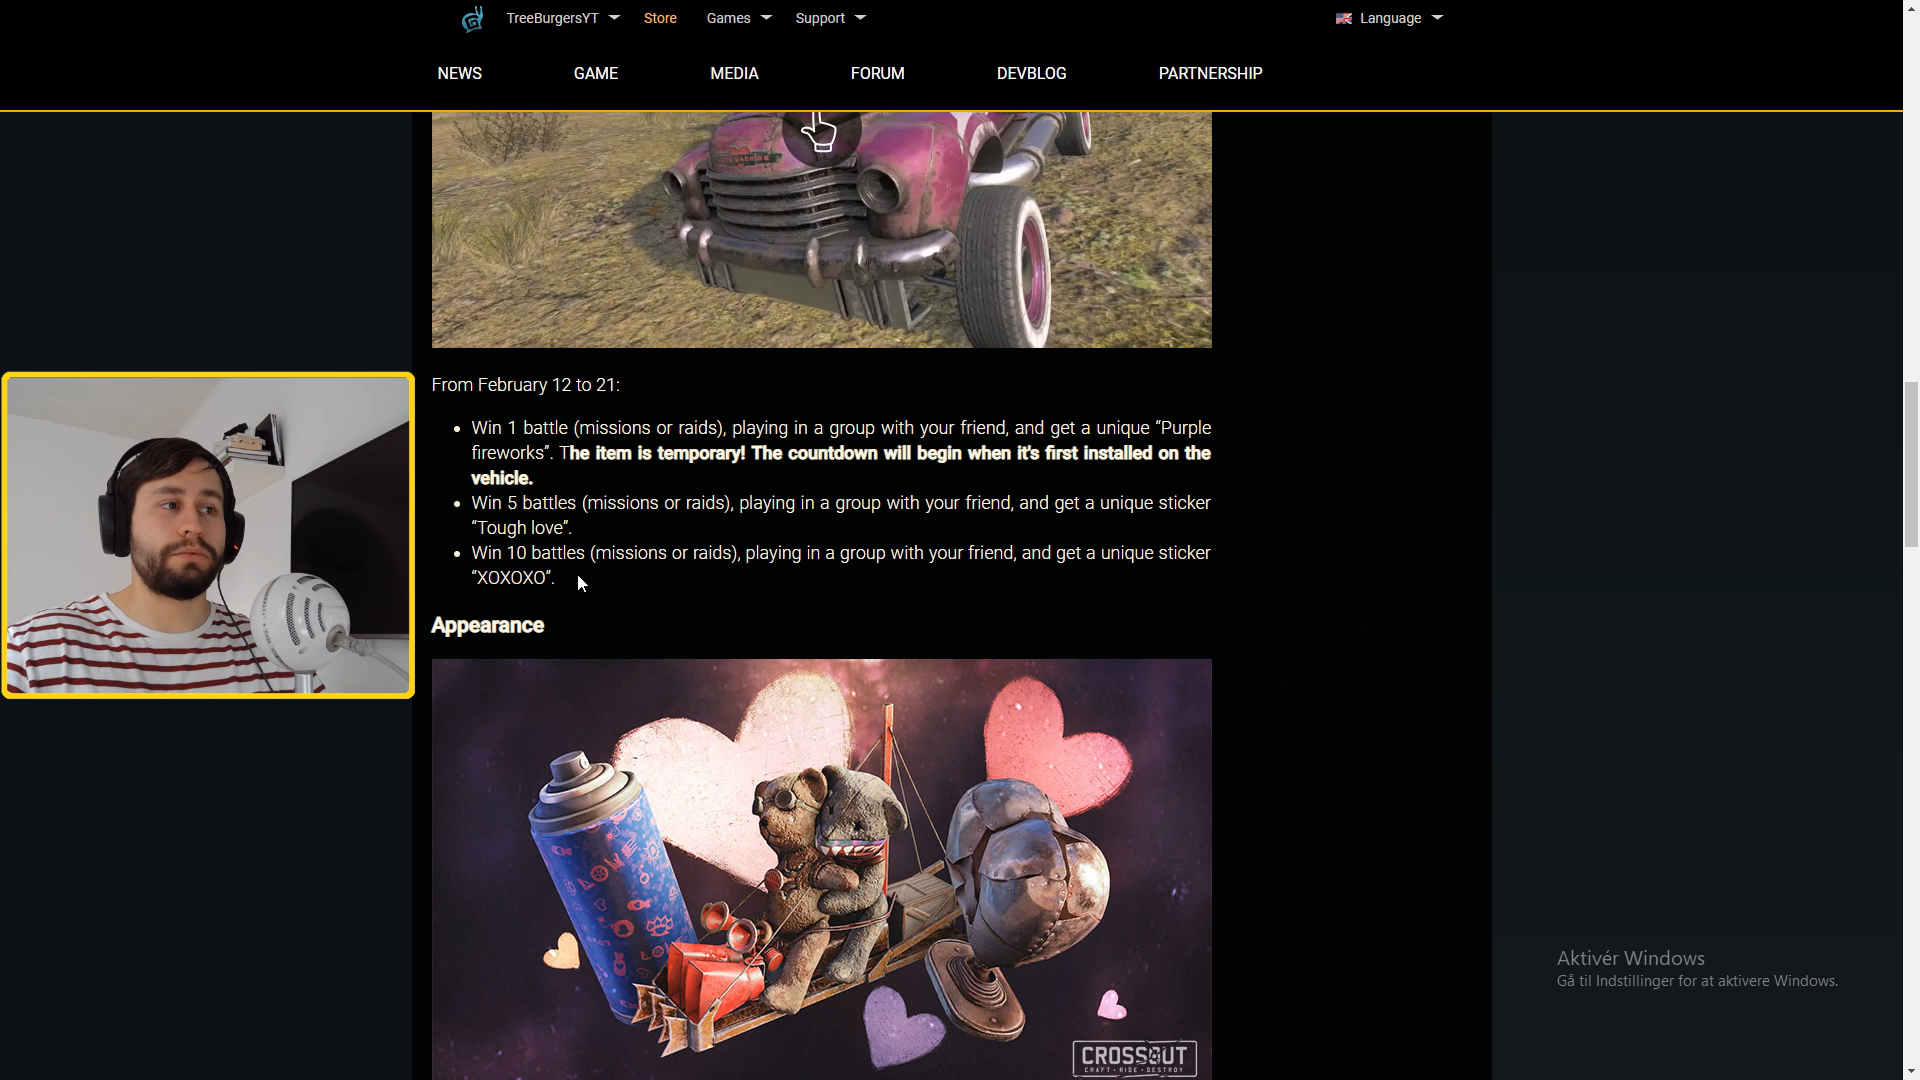 TreeBurgersYT Store Games Support Language
NEWS GAME MEDIA FORUM DEVBLOG PARTNERSHIP
From February 12 to 21:
• Win 1 battle (missions or raids), playing in a group with your friend, and get a unique “Purple
fireworks”. The item is temporary! The countdown will begin when it's first installed on the
vehicle.
• Win 5 battles (missions or raids), playing in a group with your friend, and get a unique sticker
“Tough love”.
• Win 10 battles (missions or raids), playing in a group with your friend, and get a unique sticker
“XOXOXO”.
Appearance
Aktivér Windows
Gå til Indstillinger for at aktivere Windows.
CROSSOUT
CRAFT • RIDE • DESTROY